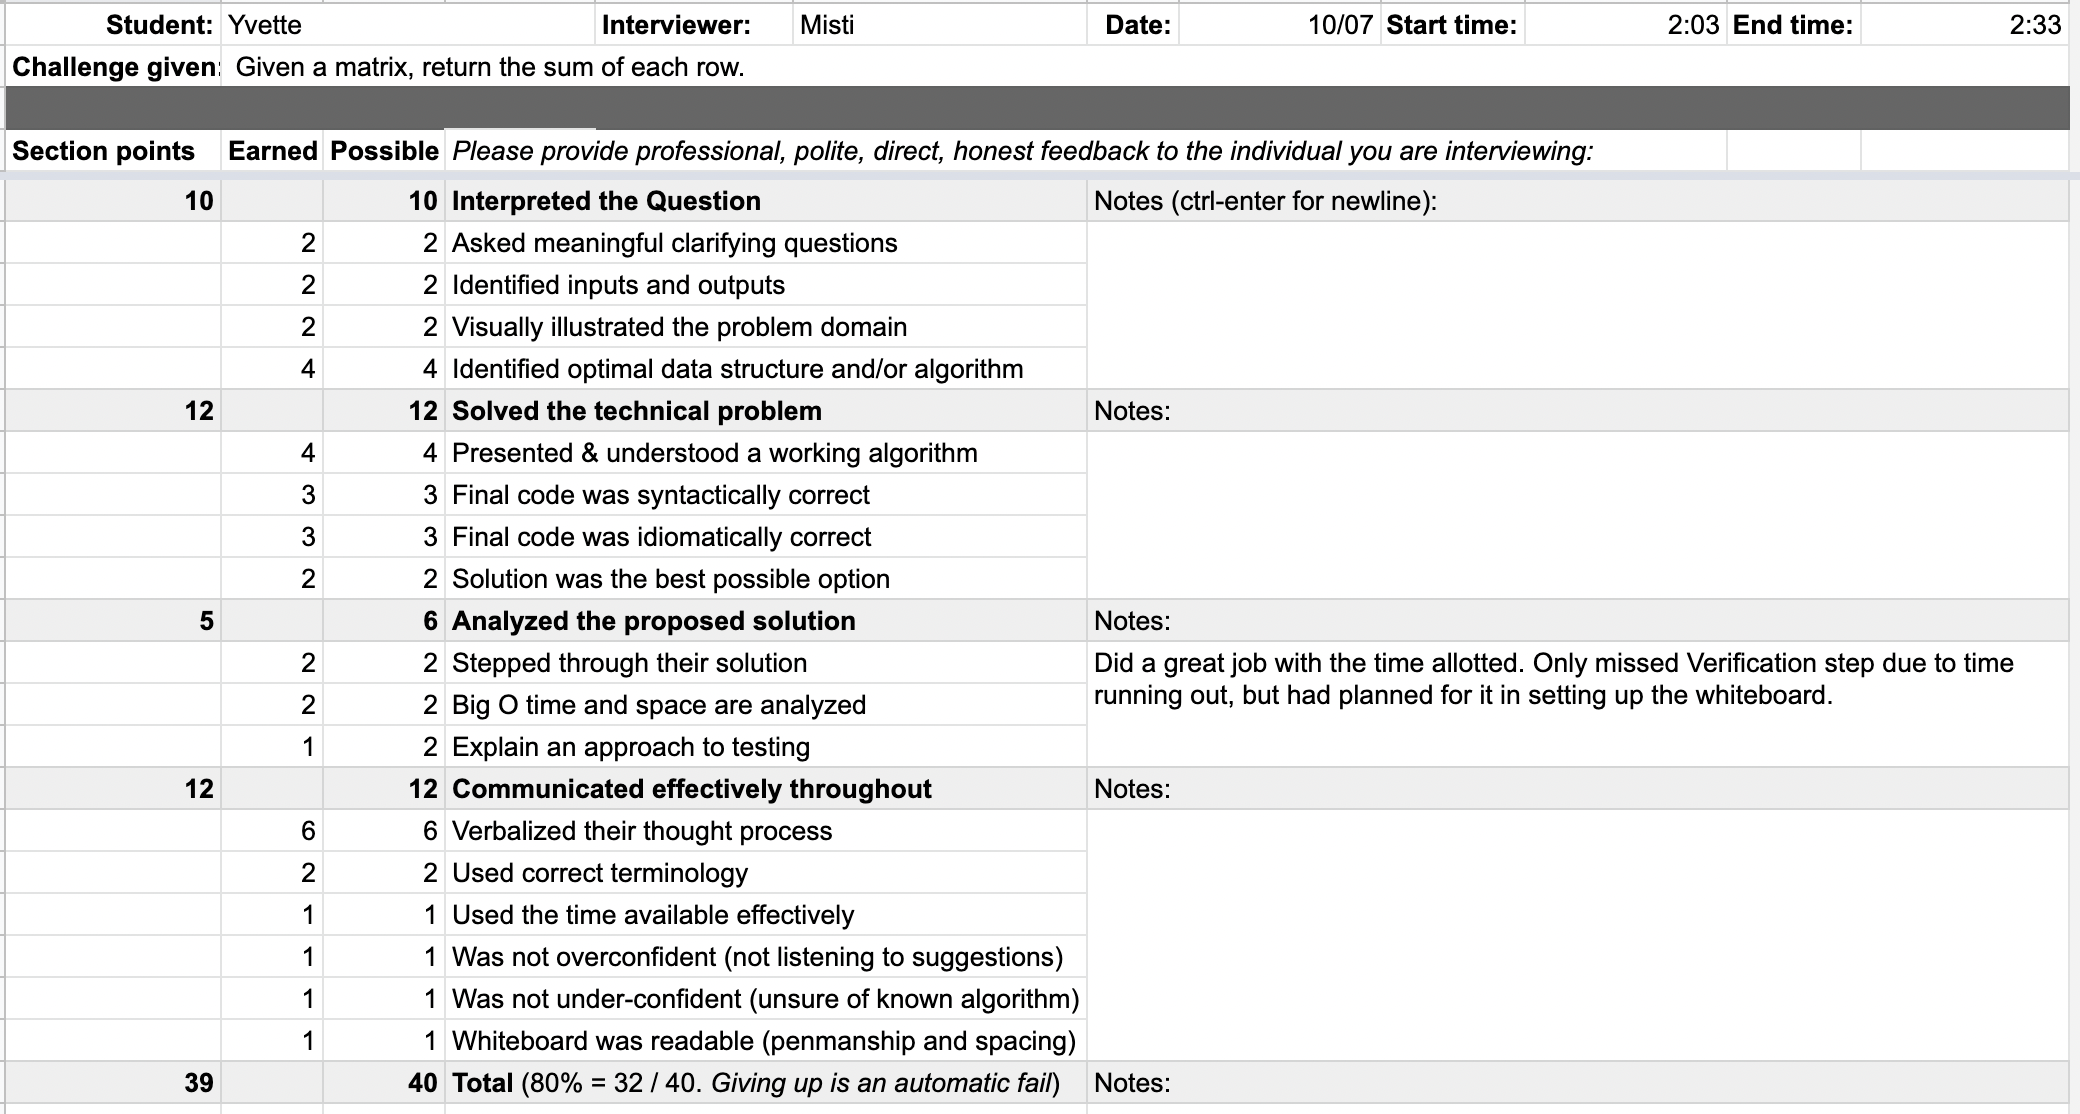 Student: Yvette Interviewer: Misti Date: 10/07 Start time: 2:03 End time: 2:33
Challenge given: Given a matrix, return the sum of each row.
Section points Earned Possible Please provide professional, polite, direct, honest feedback to the individual you are interviewing:
10 10 Interpreted the Question Notes (ctrl-enter for newline):
2 2 Asked meaningful clarifying questions
2 2 Identified inputs and outputs
2 2 Visually illustrated the problem domain
4 4 Identified optimal data structure and/or algorithm
12 12 Solved the technical problem Notes:
4 4 Presented & understood a working algorithm
3 3 Final code was syntactically correct
3 3 Final code was idiomatically correct
2 2 Solution was the best possible option
5 6 Analyzed the proposed solution Notes:
2 2 Stepped through their solution Did a great job with the time allotted. Only missed Verification step due to time
running out, but had planned for it in setting up the whiteboard.
2 2 Big O time and space are analyzed
1 2 Explain an approach to testing
12 12 Communicated effectively throughout Notes:
6 6 Verbalized their thought process
2 2 Used correct terminology
1 1 Used the time available effectively
1 1 Was not overconfident (not listening to suggestions)
1 1 Was not under-confident (unsure of known algorithm)
1 1 Whiteboard was readable (penmanship and spacing)
39 40 Total (80% = 32 / 40. Giving up is an automatic fail) Notes: